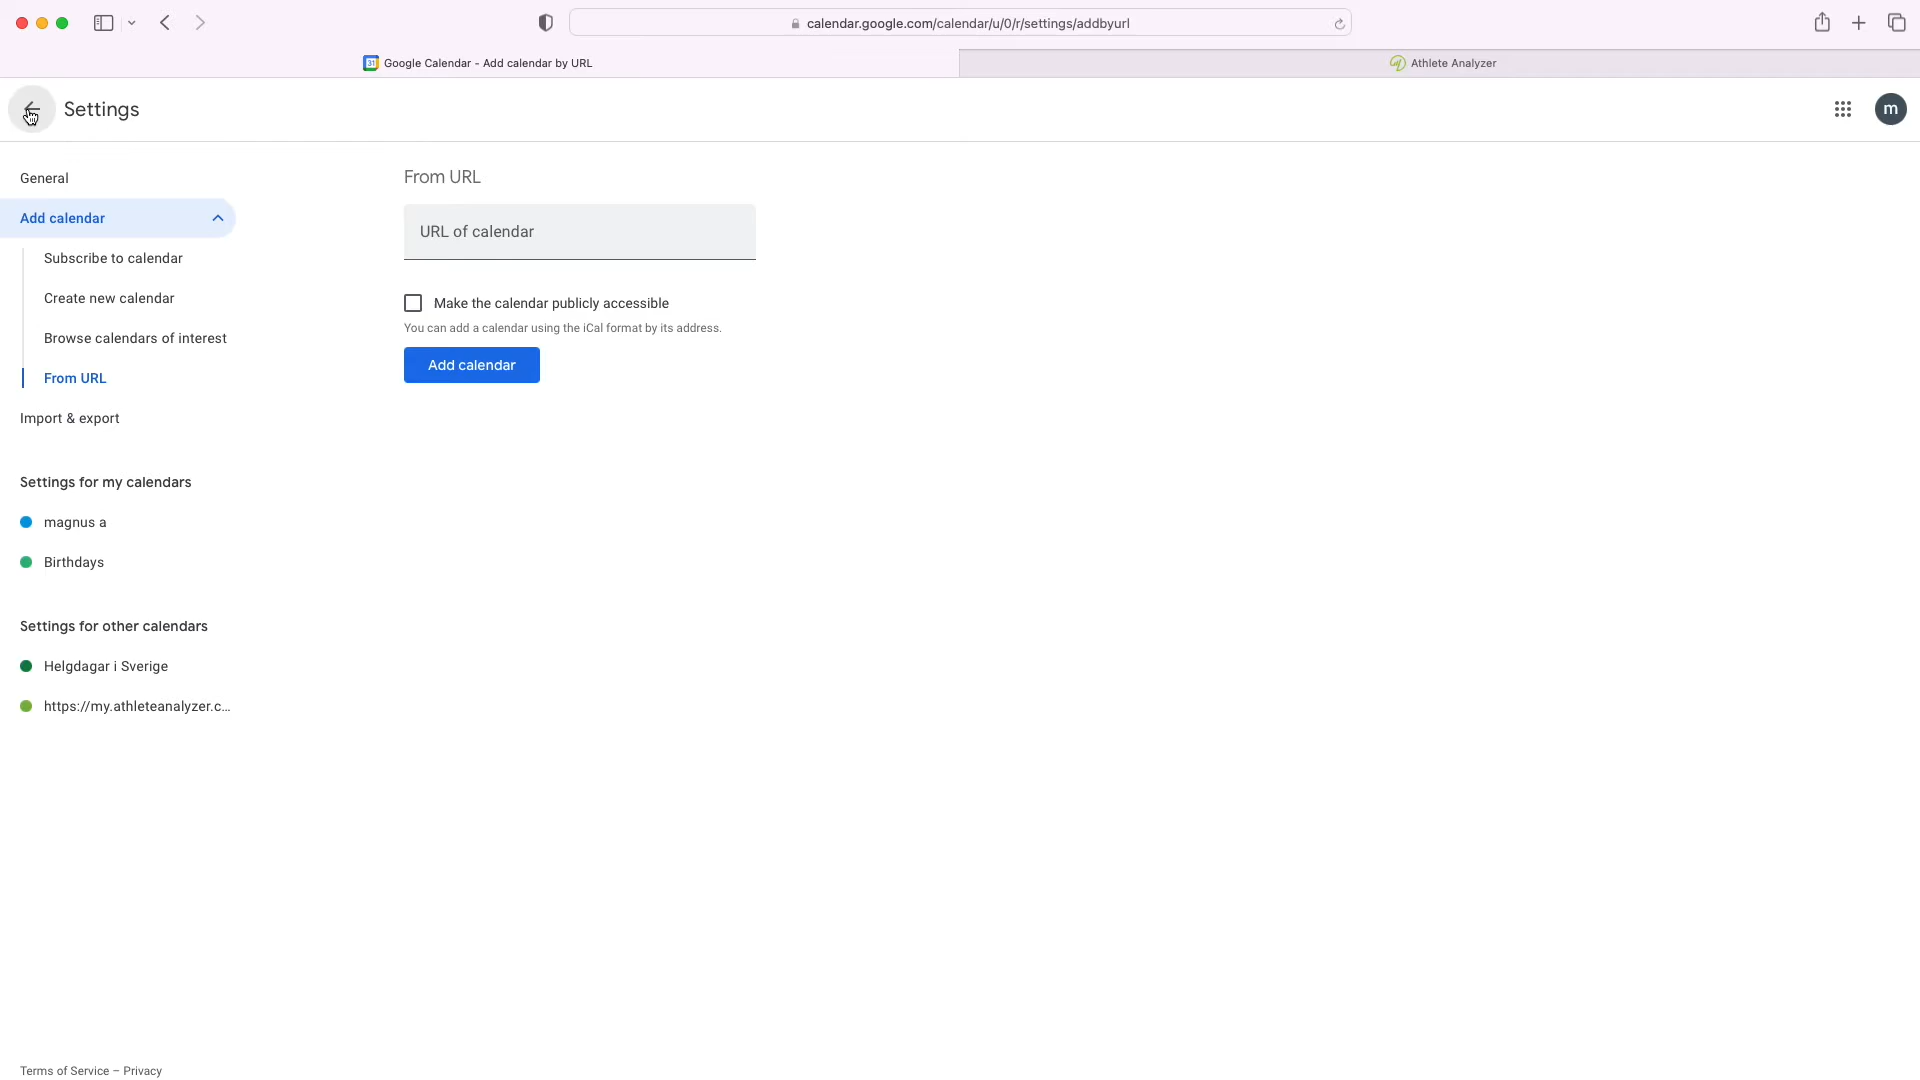 calendar.google.com/calendar/u/0/r/settings/addbyurl
31 Google Calendar - Add calendar by URL
Athlete Analyzer
Settings
m
General
Add calendar
Subscribe to calendar
Create new calendar
Browse calendars of interest
From URL
Import & export
Settings for my calendars
magnus a
Birthdays
Settings for other calendars
Helgdagar i Sverige
https://my.athleteanalyzer.c...
From URL
URL of calendar
Make the calendar publicly accessible
You can add a calendar using the iCal format by its address.
Add calendar
Terms of Service – Privacy